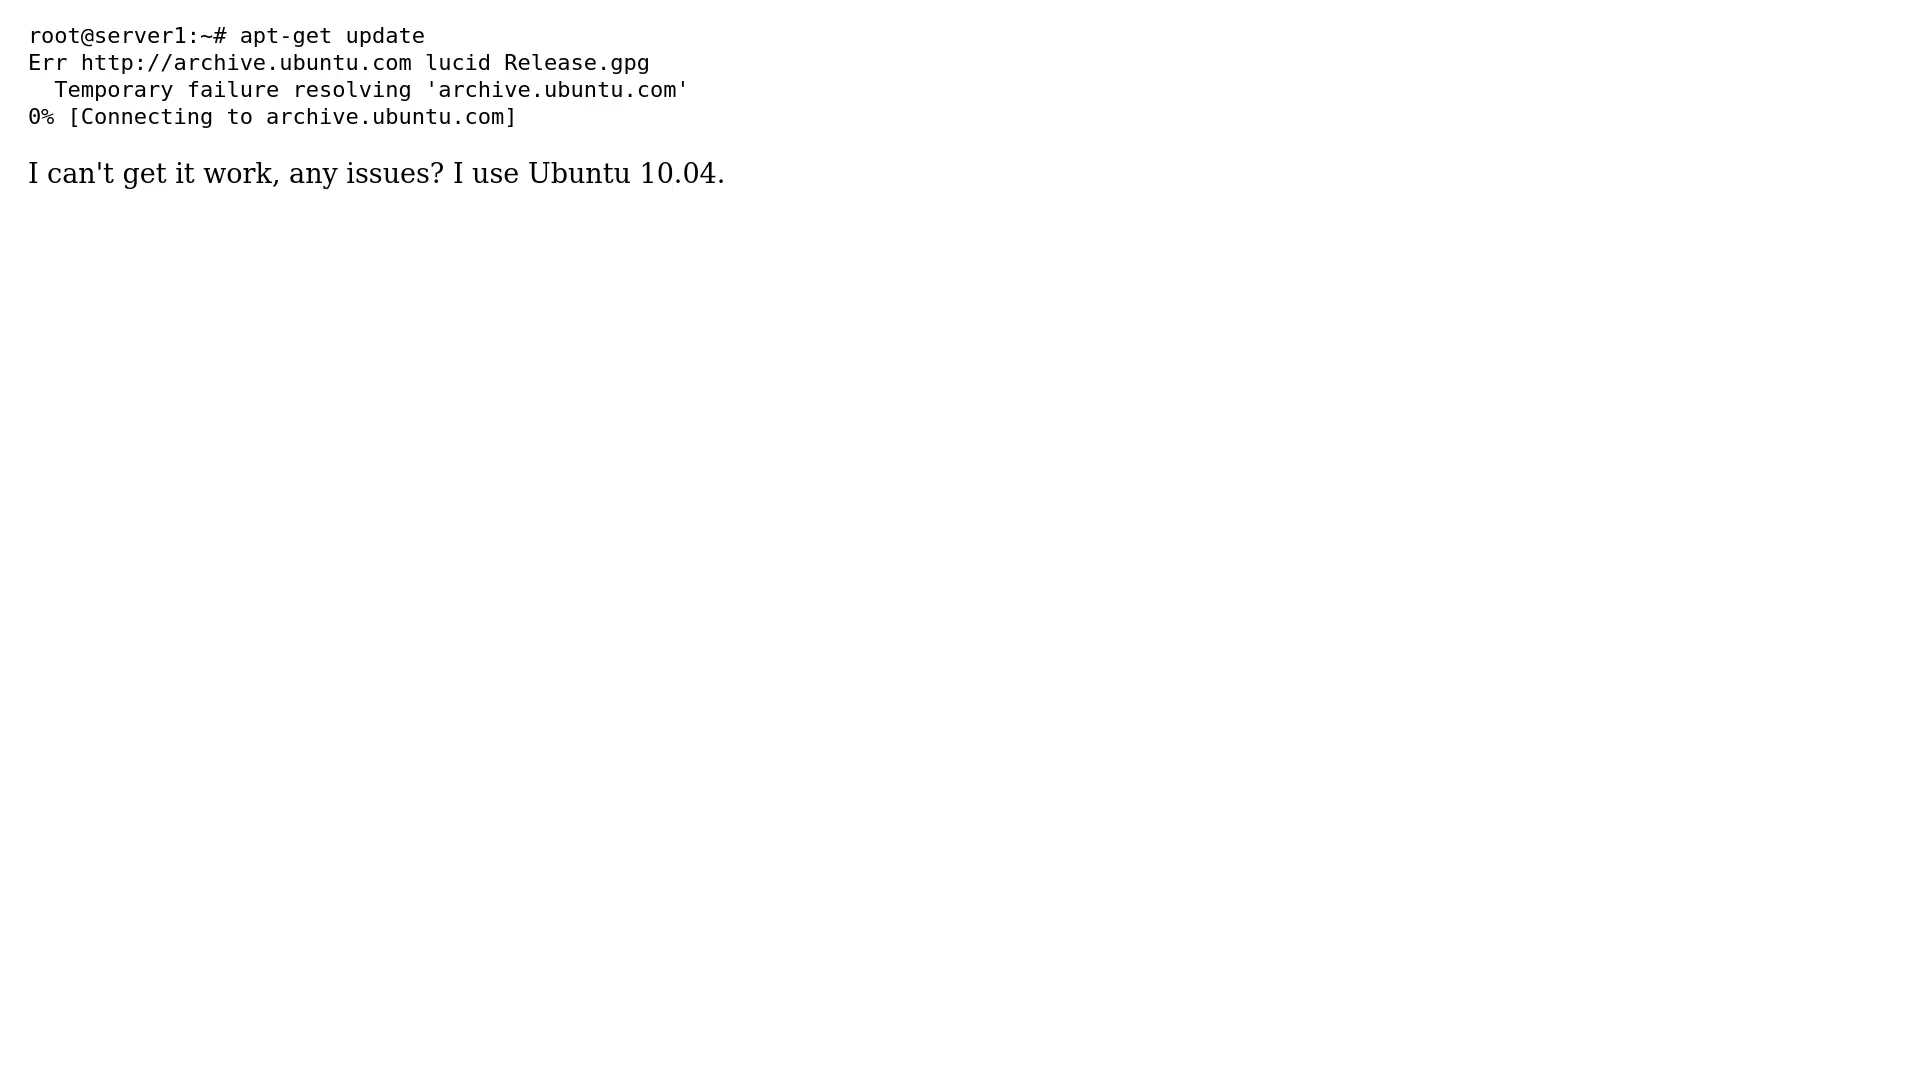 root@server1:~# apt-get update
Err http://archive.ubuntu.com lucid Release.gpg
  Temporary failure resolving 'archive.ubuntu.com'
0% [Connecting to archive.ubuntu.com]
I can't get it work, any issues? I use Ubuntu 10.04.